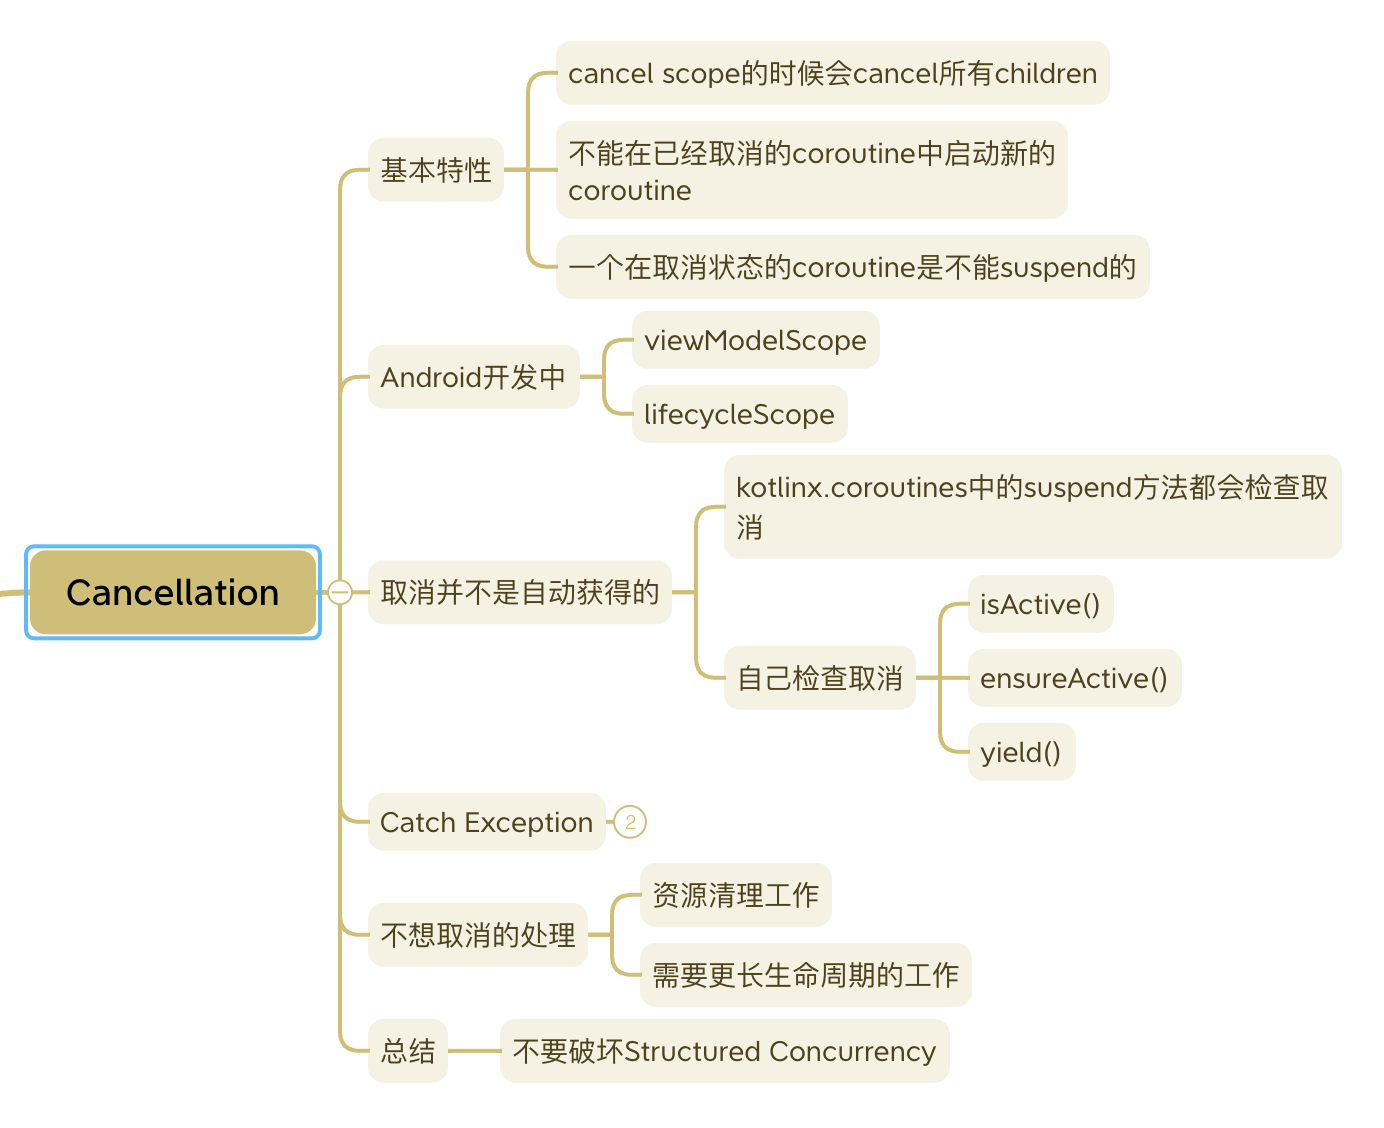 Cancellation
基本特性
cancel scope的时候会cancel所有children
不能在已经取消的coroutine中启动新的
coroutine
一个在取消状态的coroutine是不能suspend的
Android开发中
viewModelScope
lifecycleScope
取消并不是自动获得的
kotlinx.coroutines中的suspend方法都会检查取
消
自己检查取消
isActive()
ensureActive()
yield()
Catch Exception
2
不想取消的处理
资源清理工作
需要更长生命周期的工作
总结
不要破坏Structured Concurrency